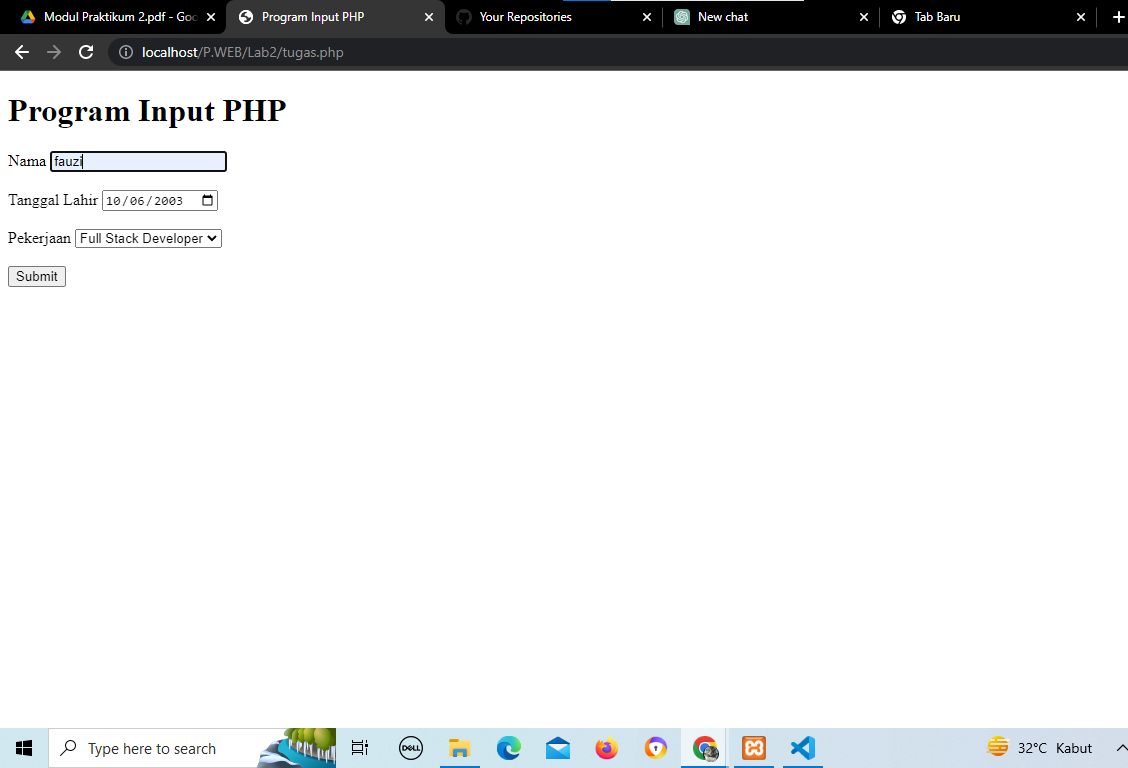 Modul Praktikum 2.pdf - Goo
Program Input PHP
Your Repositories
New chat
Tab Baru
localhost/P.WEB/Lab2/tugas.php
Program Input PHP
Nama fauzi
Tanggal Lahir 10/06/2003
Pekerjaan Full Stack Developer
Submit
Type here to search
DELL
32°C Kabut